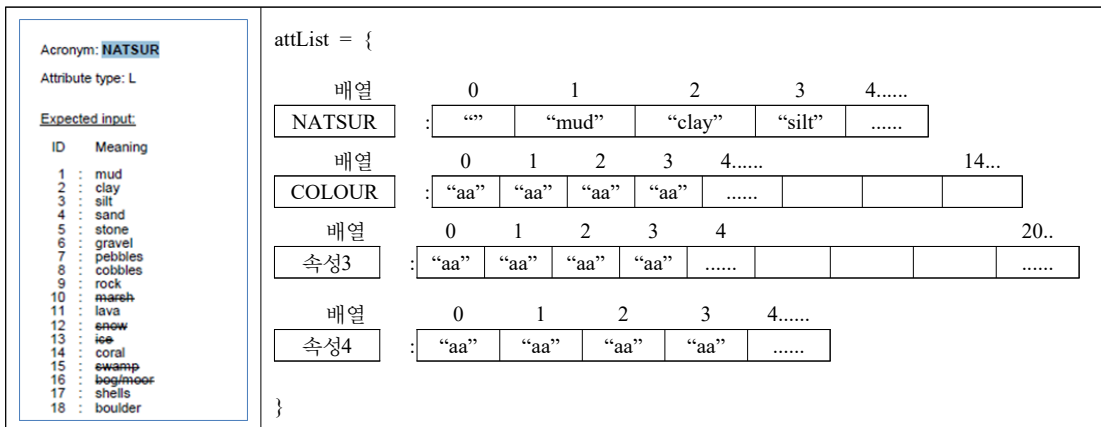 Acronym: NATSUR
Attribute type: L
Expected input:
ID Meaning
1 : mud
2 : clay
3 : silt
4 : sand
5 : stone
6 : gravel
7 : pebbles
8 : cobbles
9 : rock
10 : marsh
11 : lava
12 : snow
13 : ice
14 : coral
15 : swamp
16 : bog/moor
17 : shells
18 : boulder
attList = {
배열 0 1 2 3 4......
NATSUR : “” “mud” “clay” “silt” ......
배열 0 1 2 3 4...... 14...
COLOUR : “aa” “aa” “aa” “aa” ......
배열 0 1 2 3 4 20..
속성3 : “aa” “aa” “aa” “aa” ...... ......
배열 0 1 2 3 4......
속성4 : “aa” “aa” “aa” “aa” ......
}